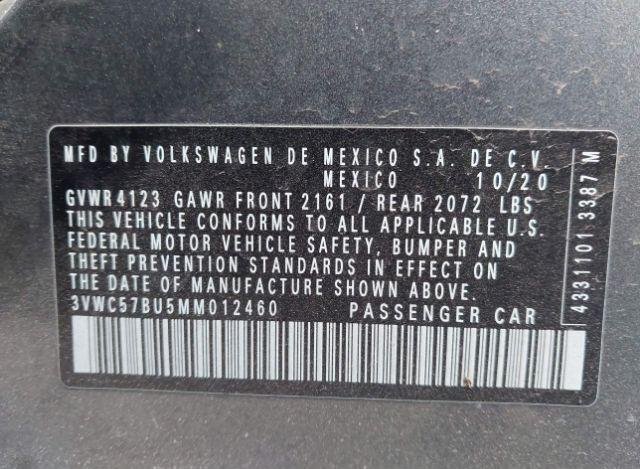 MFD BY VOLKSWAGEN DE MEXICO S.A. DE C.V.
MEXICO 10/20
GVWR 4123 GAWR FRONT 2161 / REAR 2072 LBS
THIS VEHICLE CONFORMS TO ALL APPLICABLE U.S.
FEDERAL MOTOR VEHICLE SAFETY, BUMPER AND
THEFT PREVENTION STANDARDS IN EFFECT ON
THE DATE OF MANUFACTURE SHOWN ABOVE.
3VWC57BU5MM012460 PASSENGER CAR
4331101 3387 M